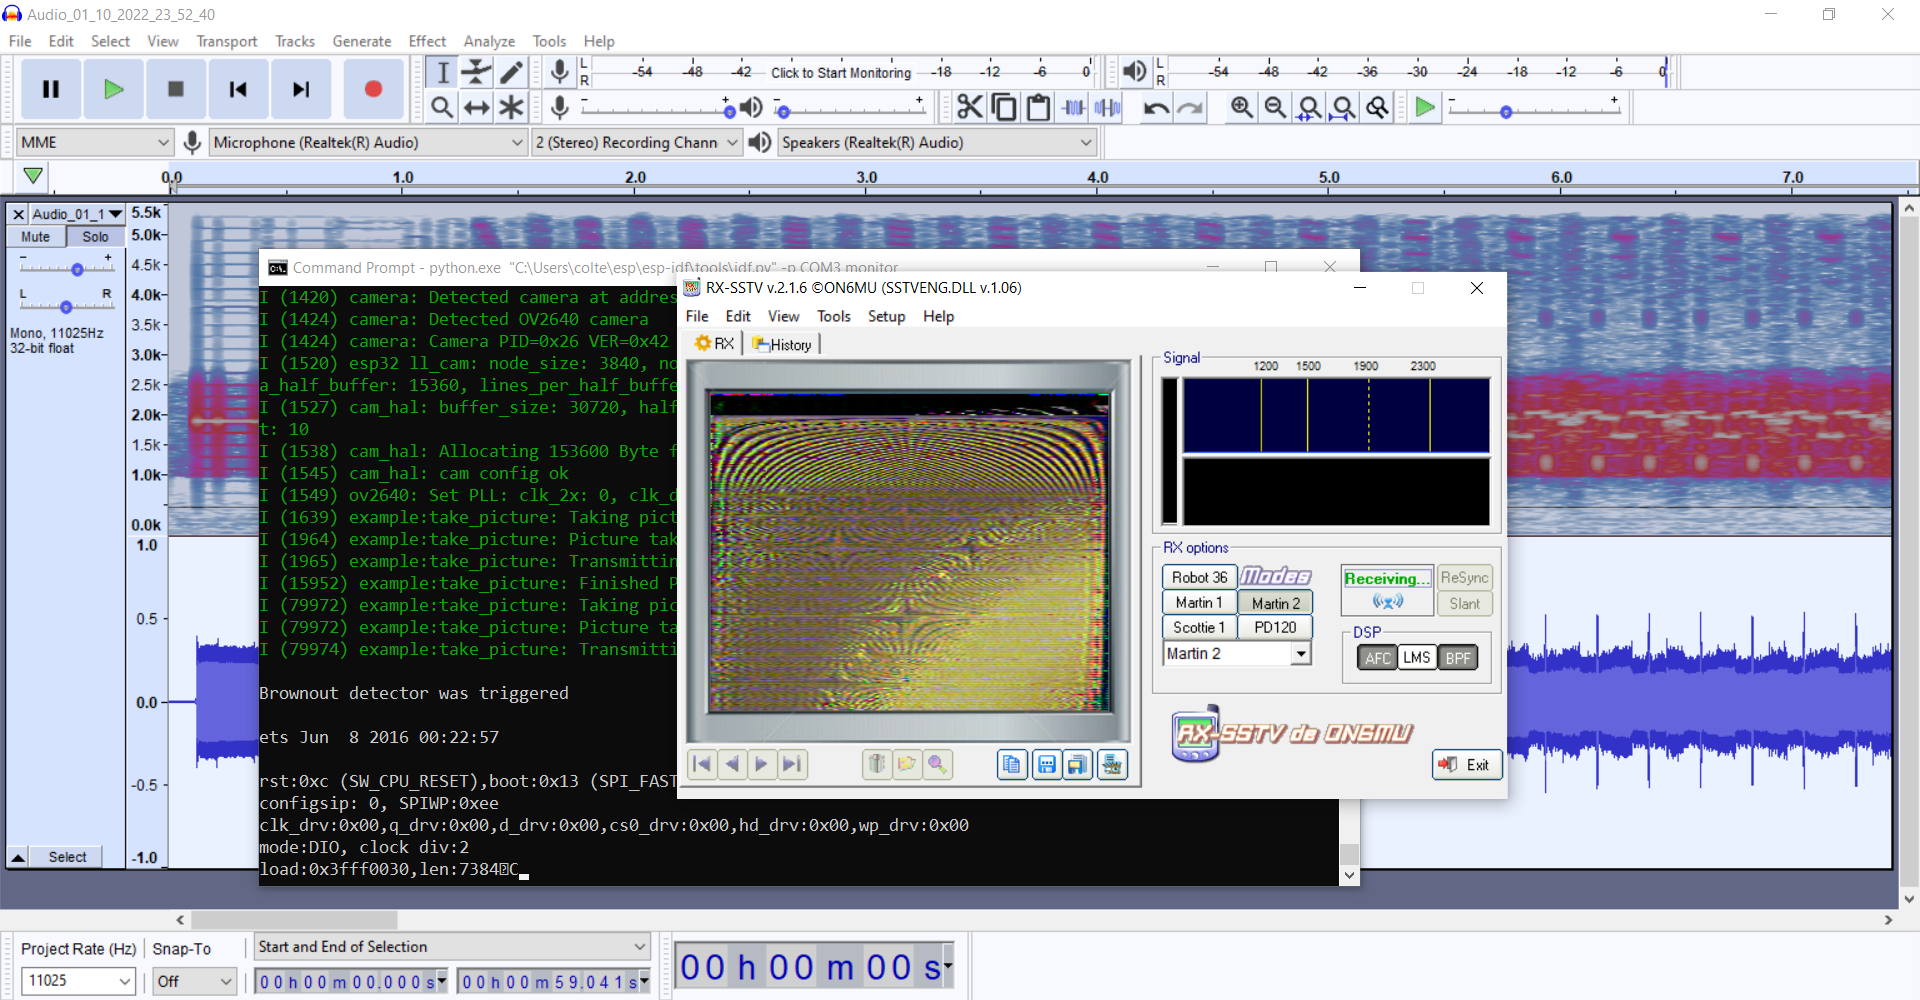 Audio_01_10_2022_23_52_40
File Edit Select View Transport Tracks Generate Effect Analyze Tools Help
L
R
-54 -48 -42 Click to Start Monitoring -18 -12 -6 0
L
R
-54 -48 -42 -36 -30 -24 -18 -12 -6 0
MME
Microphone (Realtek(R) Audio)
2 (Stereo) Recording Chann
Speakers (Realtek(R) Audio)
0.0 1.0 2.0 3.0 4.0 5.0 6.0 7.0
Audio_01_1
Mute Solo
- +
L R
Mono, 11025Hz
32-bit float
Select
5.5k
5.0k
4.5k
4.0k
3.5k
3.0k
2.5k
2.0k
1.5k
1.0k
0.0k
1.0
0.5
0.0
-0.5
-1.0
Command Prompt - python.exe "C:\Users\colte\esp\esp-idf\tools\idf.py" -p COM3 monitor
I (1420) camera: Detected camera at addres
I (1424) camera: Detected OV2640 camera
I (1424) camera: Camera PID=0x26 VER=0x42
I (1520) esp32 ll_cam: node_size: 3840, no
a_half_buffer: 15360, lines_per_half_buffe
I (1527) cam_hal: buffer_size: 30720, half
t: 10
I (1538) cam_hal: Allocating 153600 Byte f
I (1545) cam_hal: cam config ok
I (1549) ov2640: Set PLL: clk_2x: 0, clk_d
I (1639) example:take_picture: Taking pict
I (1964) example:take_picture: Picture tak
I (1965) example:take_picture: Transmittin
I (15952) example:take_picture: Finished P
I (79972) example:take_picture: Taking pic
I (79972) example:take_picture: Picture ta
I (79974) example:take_picture: Transmitti
Brownout detector was triggered
ets Jun  8 2016 00:22:57
rst:0xc (SW_CPU_RESET),boot:0x13 (SPI_FAST
configsip: 0, SPIWP:0xee
clk_drv:0x00,q_drv:0x00,d_drv:0x00,cs0_drv:0x00,hd_drv:0x00,wp_drv:0x00
mode:DIO, clock div:2
load:0x3fff0030,len:7384�C
RX-SSTV v.2.1.6 ©ON6MU (SSTVENG.DLL v.1.06)
File Edit View Tools Setup Help
RX History
Signal
1200 1500 1900 2300
RX options
Robot 36 Modes
Martin 1 Martin 2
Scottie 1 PD120
Martin 2
Receiving... ReSync
Slant
DSP
AFC LMS BPF
RX-SSTV de ON6MU
Exit
Project Rate (Hz) Snap-To Start and End of Selection
11025 Off 00h00m00.000s 00h00m59.041s
00h00m00s